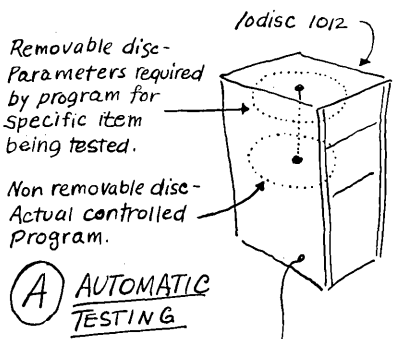 Iodisc 1012
Removable disc-
Parameters required
by program for
specific item
being tested.
Non removable disc-
Actual controlled
Program.
A AUTOMATIC
TESTING